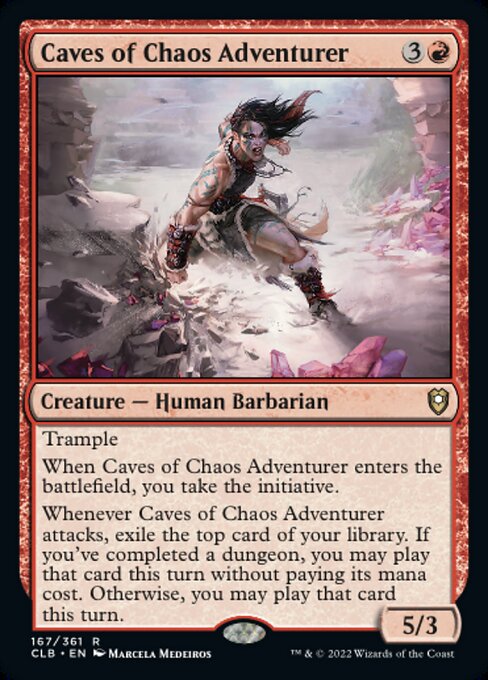 Caves of Chaos Adventurer 3
Creature — Human Barbarian
Trample
When Caves of Chaos Adventurer enters the
battlefield, you take the initiative.
Whenever Caves of Chaos Adventurer
attacks, exile the top card of your library. If
you've completed a dungeon, you may play
that card this turn without paying its mana
cost. Otherwise, you may play that card
this turn.
5/3
167/361 R
CLB • EN Marcela Medeiros
™ & © 2022 Wizards of the Coast